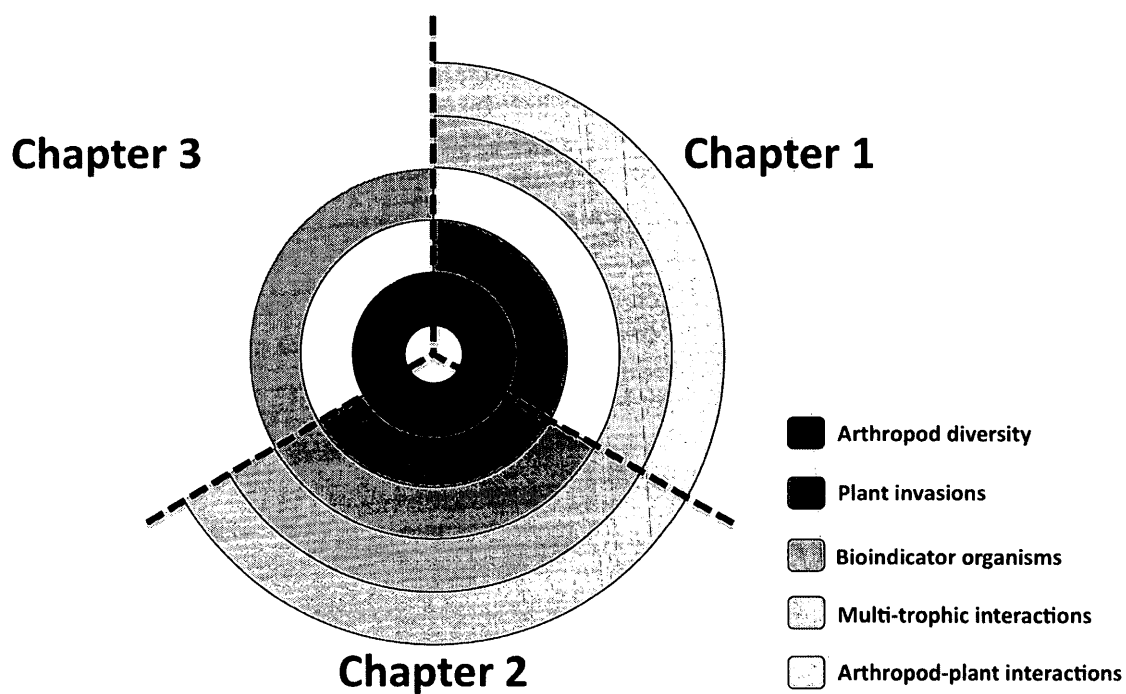 Chapter 3
Chapter 1
Arthropod diversity
Plant invasions
Bioindicator organisms
Multi-trophic interactions
Arthropod-plant interactions
Chapter 2